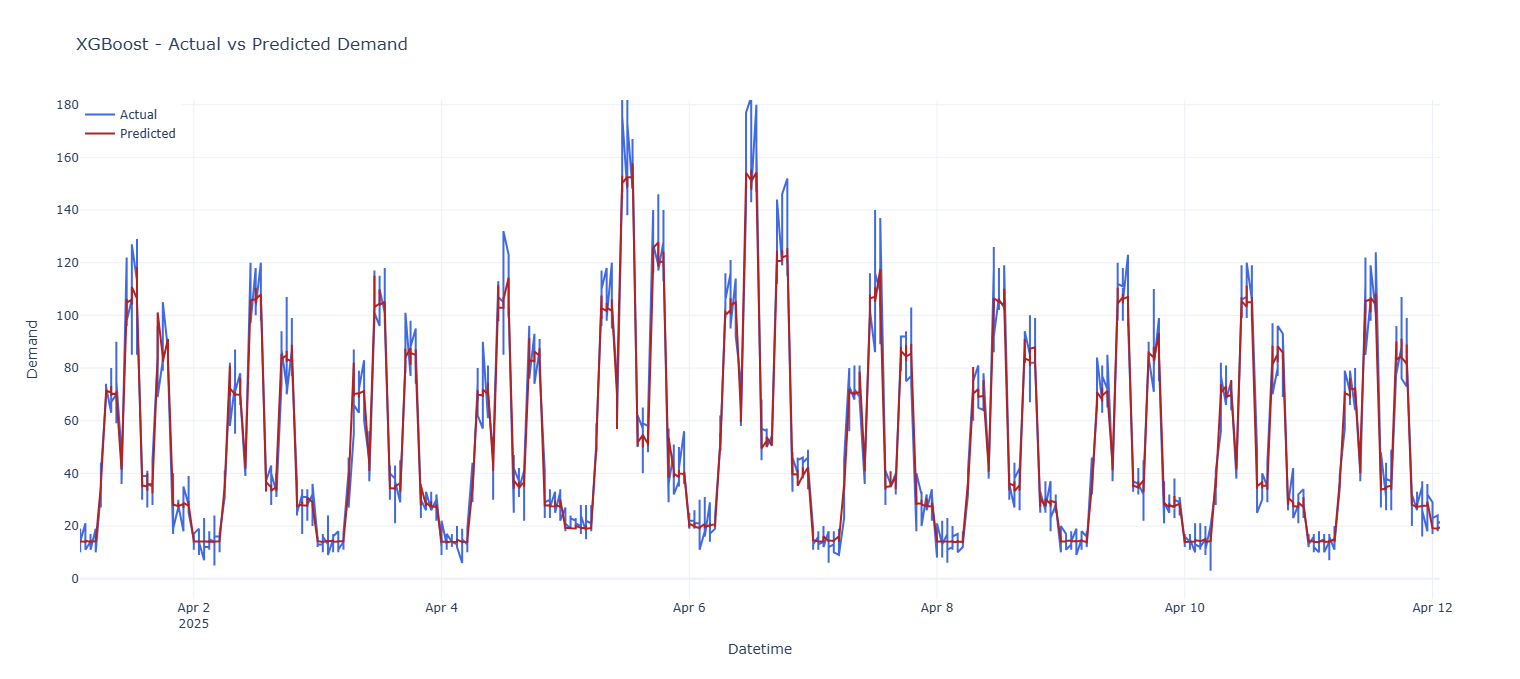 XGBoost - Actual vs Predicted Demand
Actual
Predicted
180
160
140
120
100
80
60
40
20
0
Demand
Apr 2
2025
Apr 4
Apr 6
Apr 8
Apr 10
Apr 12
Datetime